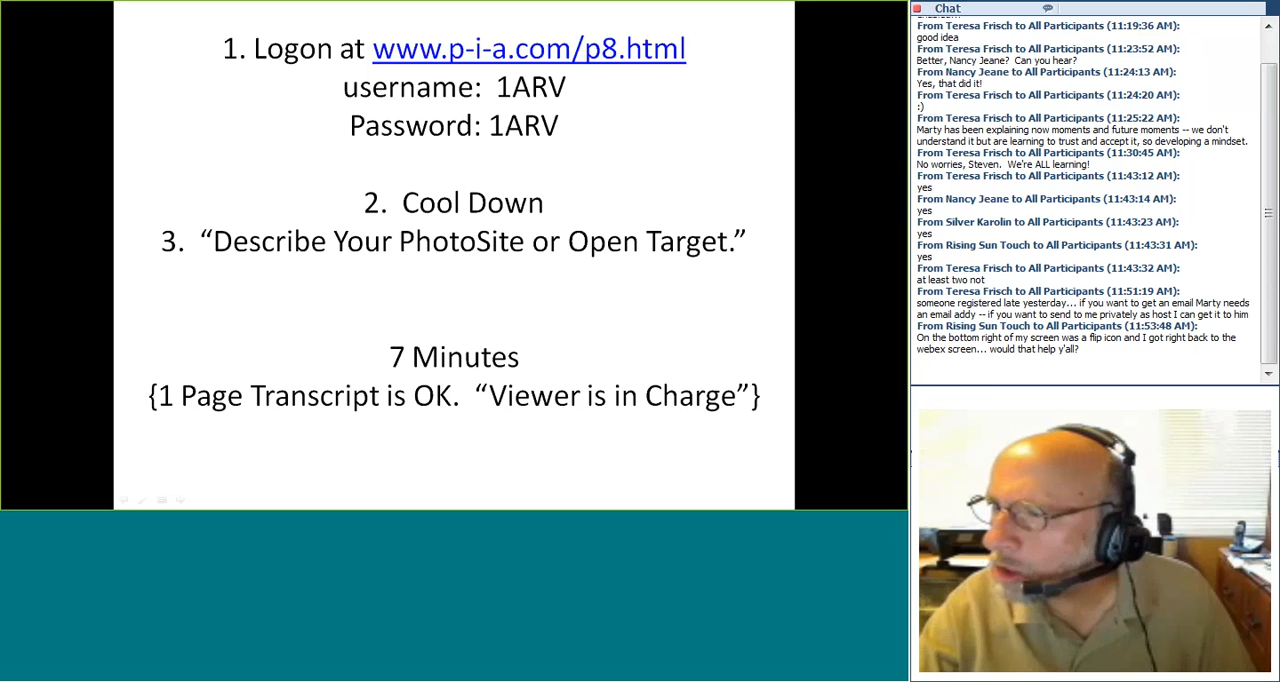 1. Logon at www.p-i-a.com/p8.html
username: 1ARV
Password: 1ARV
2. Cool Down
3. “Describe Your PhotoSite or Open Target.”
7 Minutes
{1 Page Transcript is OK. “Viewer is in Charge”}
Chat
From Teresa Frisch to All Participants (11:19:36 AM):
good idea
From Teresa Frisch to All Participants (11:23:52 AM):
Better, Nancy Jeane? Can you hear?
From Nancy Jeane to All Participants (11:24:13 AM):
Yes, that did it!
From Teresa Frisch to All Participants (11:24:20 AM):
:)
From Teresa Frisch to All Participants (11:25:22 AM):
Marty has been explaining now moments and future moments -- we don't
understand it but are learning to trust and accept it, so developing a mindset.
From Teresa Frisch to All Participants (11:30:45 AM):
No worries, Steven. We're ALL learning!
From Teresa Frisch to All Participants (11:43:12 AM):
yes
From Nancy Jeane to All Participants (11:43:14 AM):
yes
From Silver Karolin to All Participants (11:43:23 AM):
yes
From Rising Sun Touch to All Participants (11:43:31 AM):
yes
From Teresa Frisch to All Participants (11:43:32 AM):
at least two not
From Teresa Frisch to All Participants (11:51:19 AM):
someone registered late yesterday... if you want to get an email Marty needs
an email addy -- if you want to send to me privately as host I can get it to him
From Rising Sun Touch to All Participants (11:53:48 AM):
On the bottom right of my screen was a flip icon and I got right back to the
webex screen... would that help y'all?